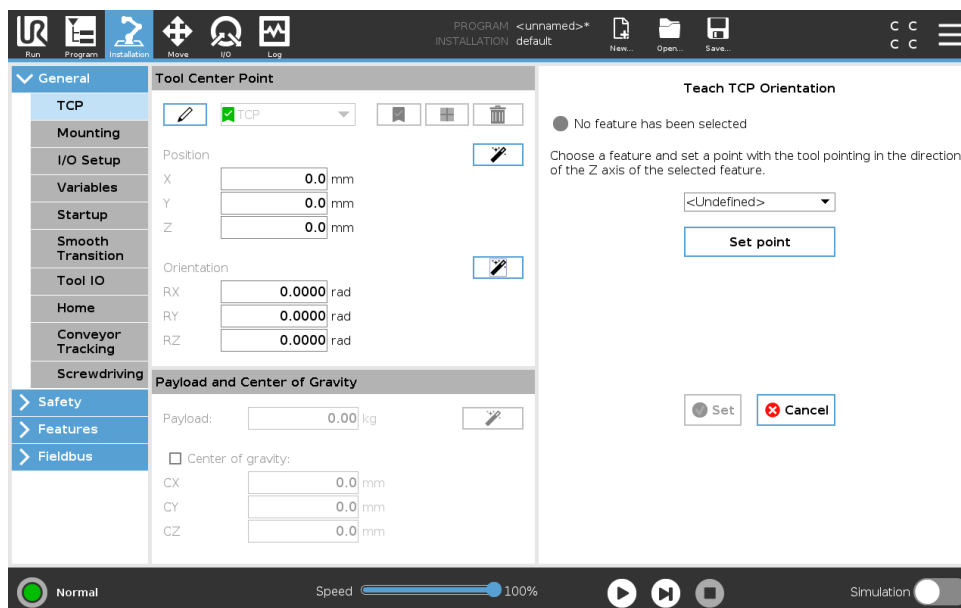 PROGRAM <unnamed>*
INSTALLATION default
UR
Run
Program
Installation
Move
I/O
Log
New...
Open...
Save...
C C
C C
General
TCP
Mounting
I/O Setup
Variables
Startup
Smooth
Transition
Tool IO
Home
Conveyor
Tracking
Screwdriving
Safety
Features
Fieldbus
Tool Center Point
TCP
Position
X 0.0 mm
Y 0.0 mm
Z 0.0 mm
Orientation
RX 0.0000 rad
RY 0.0000 rad
RZ 0.0000 rad
Payload and Center of Gravity
Payload: 0.00 kg
Center of gravity:
CX 0.0 mm
CY 0.0 mm
CZ 0.0 mm
Teach TCP Orientation
No feature has been selected
Choose a feature and set a point with the tool pointing in the direction
of the Z axis of the selected feature.
<Undefined>
Set point
Set
Cancel
Normal
Speed 100%
Simulation